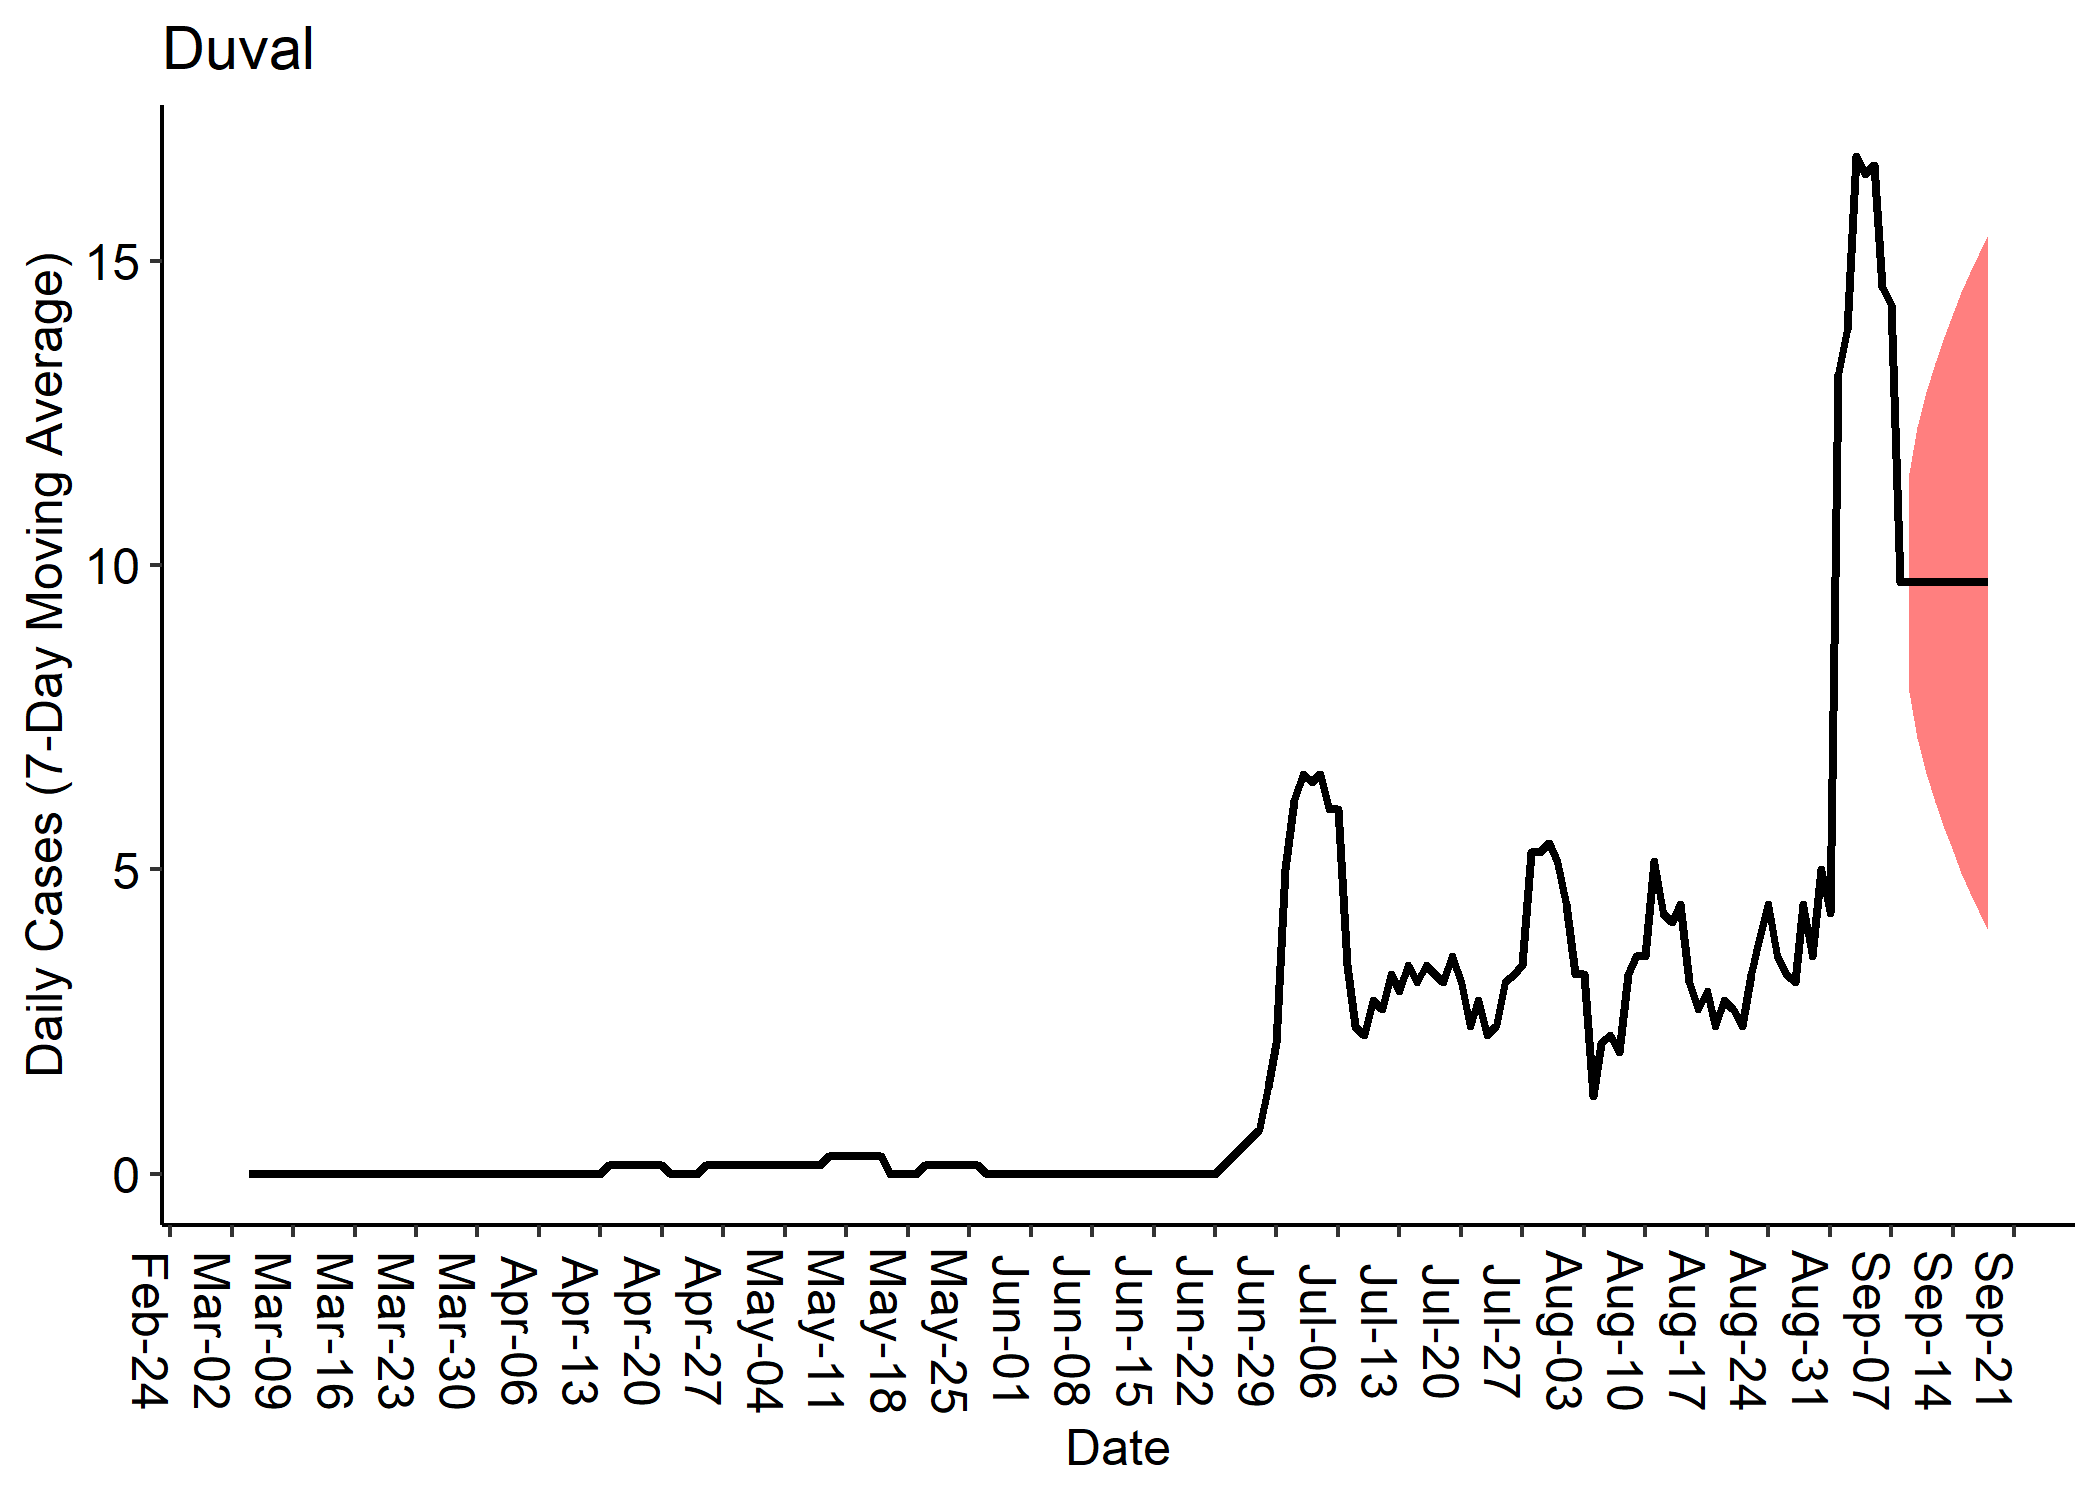 Duval
Daily Cases (7-Day Moving Average)
15
10
5
0
Feb-24
Mar-02
Mar-09
Mar-16
Mar-23
Mar-30
Apr-06
Apr-13
Apr-20
Apr-27
May-04
May-11
May-18
May-25
Jun-01
Jun-08
Jun-15
Jun-22
Jun-29
Jul-06
Jul-13
Jul-20
Jul-27
Aug-03
Aug-10
Aug-17
Aug-24
Aug-31
Sep-07
Sep-14
Sep-21
Date